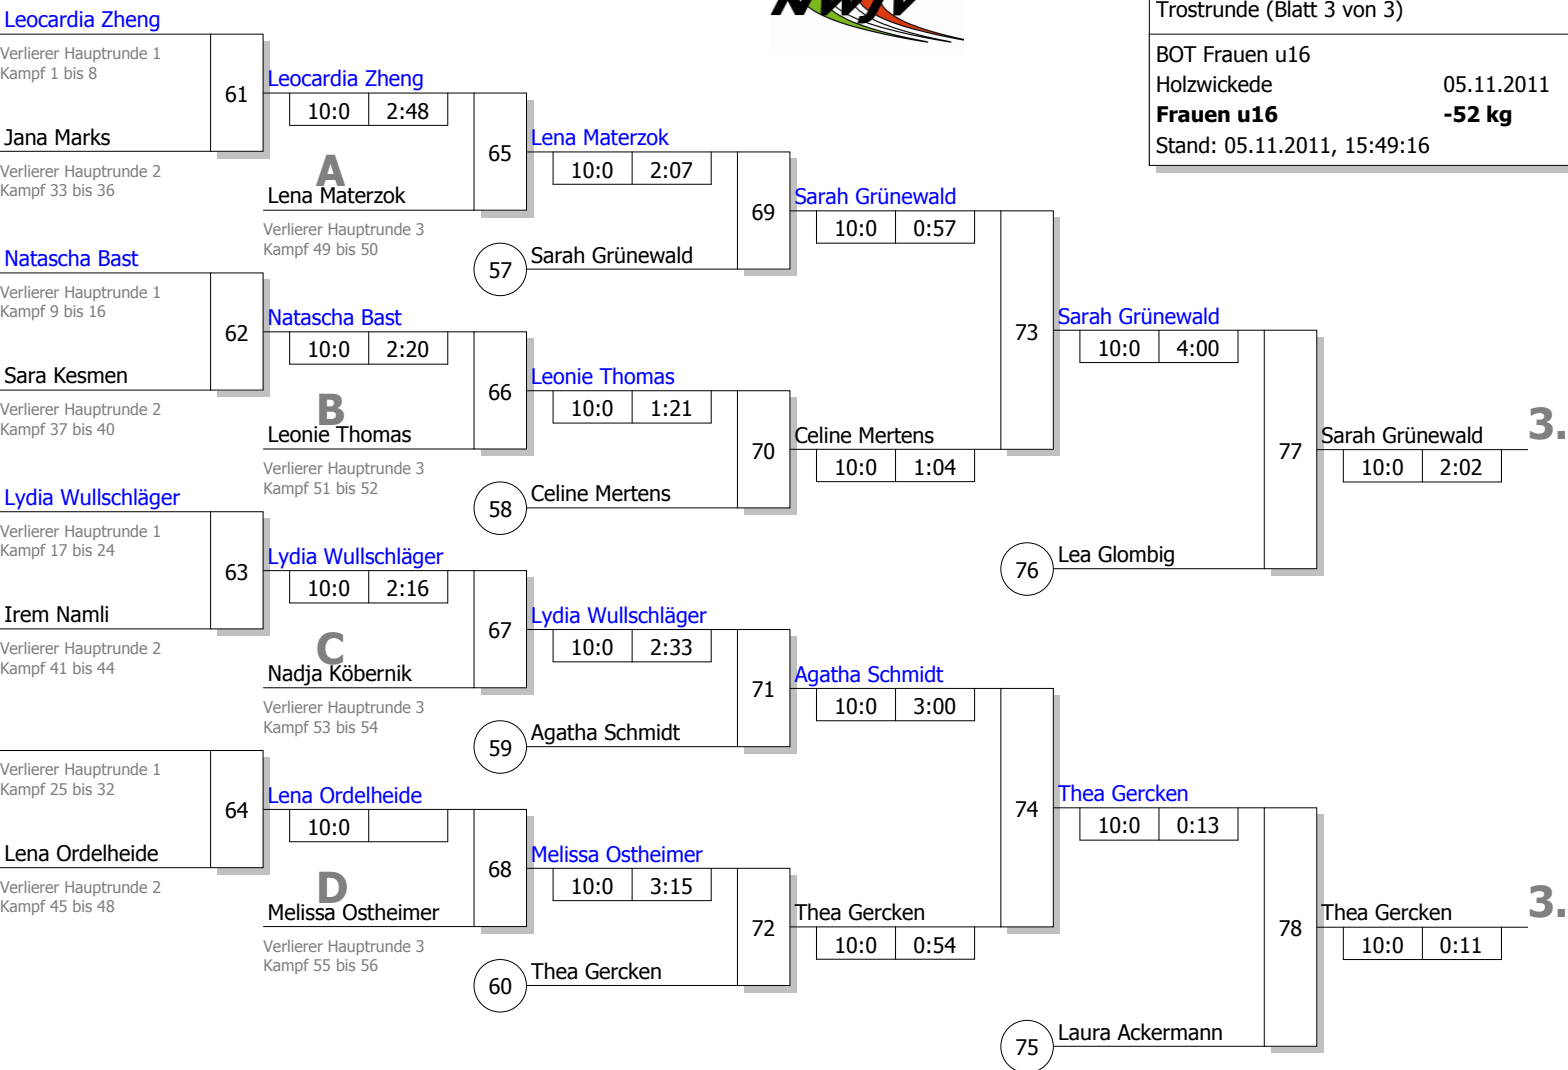 NWJV
Trostrunde (Blatt 3 von 3)
BOT Frauen u16
Holzwickede 05.11.2011
Frauen u16 -52 kg
Stand: 05.11.2011, 15:49:16
Leocardia Zheng
Verlierer Hauptrunde 1
Kampf 1 bis 8
61
Jana Marks
Verlierer Hauptrunde 2
Kampf 33 bis 36
Leocardia Zheng
10:0 2:48
A
65
Lena Materzok
Verlierer Hauptrunde 3
Kampf 49 bis 50
Lena Materzok
10:0 2:07
69
57 Sarah Grünewald
Sarah Grünewald
10:0 0:57
Natascha Bast
Verlierer Hauptrunde 1
Kampf 9 bis 16
62
Sara Kesmen
Verlierer Hauptrunde 2
Kampf 37 bis 40
Natascha Bast
10:0 2:20
B
66
Leonie Thomas
Verlierer Hauptrunde 3
Kampf 51 bis 52
Leonie Thomas
10:0 1:21
70
58 Celine Mertens
Celine Mertens
10:0 1:04
73
Sarah Grünewald
10:0 4:00
77
76 Lea Glombig
Sarah Grünewald 3.
10:0 2:02
Lydia Wullschläger
Verlierer Hauptrunde 1
Kampf 17 bis 24
63
Irem Namli
Verlierer Hauptrunde 2
Kampf 41 bis 44
Lydia Wullschläger
10:0 2:16
C
67
Nadja Köbernik
Verlierer Hauptrunde 3
Kampf 53 bis 54
Lydia Wullschläger
10:0 2:33
71
59 Agatha Schmidt
Agatha Schmidt
10:0 3:00
Verlierer Hauptrunde 1
Kampf 25 bis 32
64
Lena Ordelheide
Verlierer Hauptrunde 2
Kampf 45 bis 48
Lena Ordelheide
10:0
D
68
Melissa Ostheimer
Verlierer Hauptrunde 3
Kampf 55 bis 56
Melissa Ostheimer
10:0 3:15
72
60 Thea Gercken
Thea Gercken
10:0 0:54
74
Thea Gercken
10:0 0:13
78
75 Laura Ackermann
Thea Gercken 3.
10:0 0:11